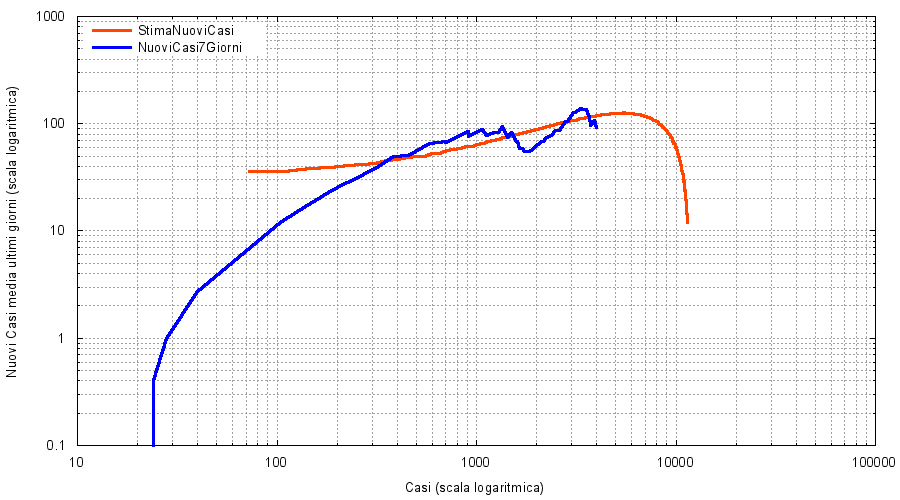 1000
StimaNuoviCasi
NuoviCasi7Giorni
100
10
1
0.1
Nuovi Casi media ultimi giorni (scala logaritmica)
10 100 1000 10000 100000
Casi (scala logaritmica)